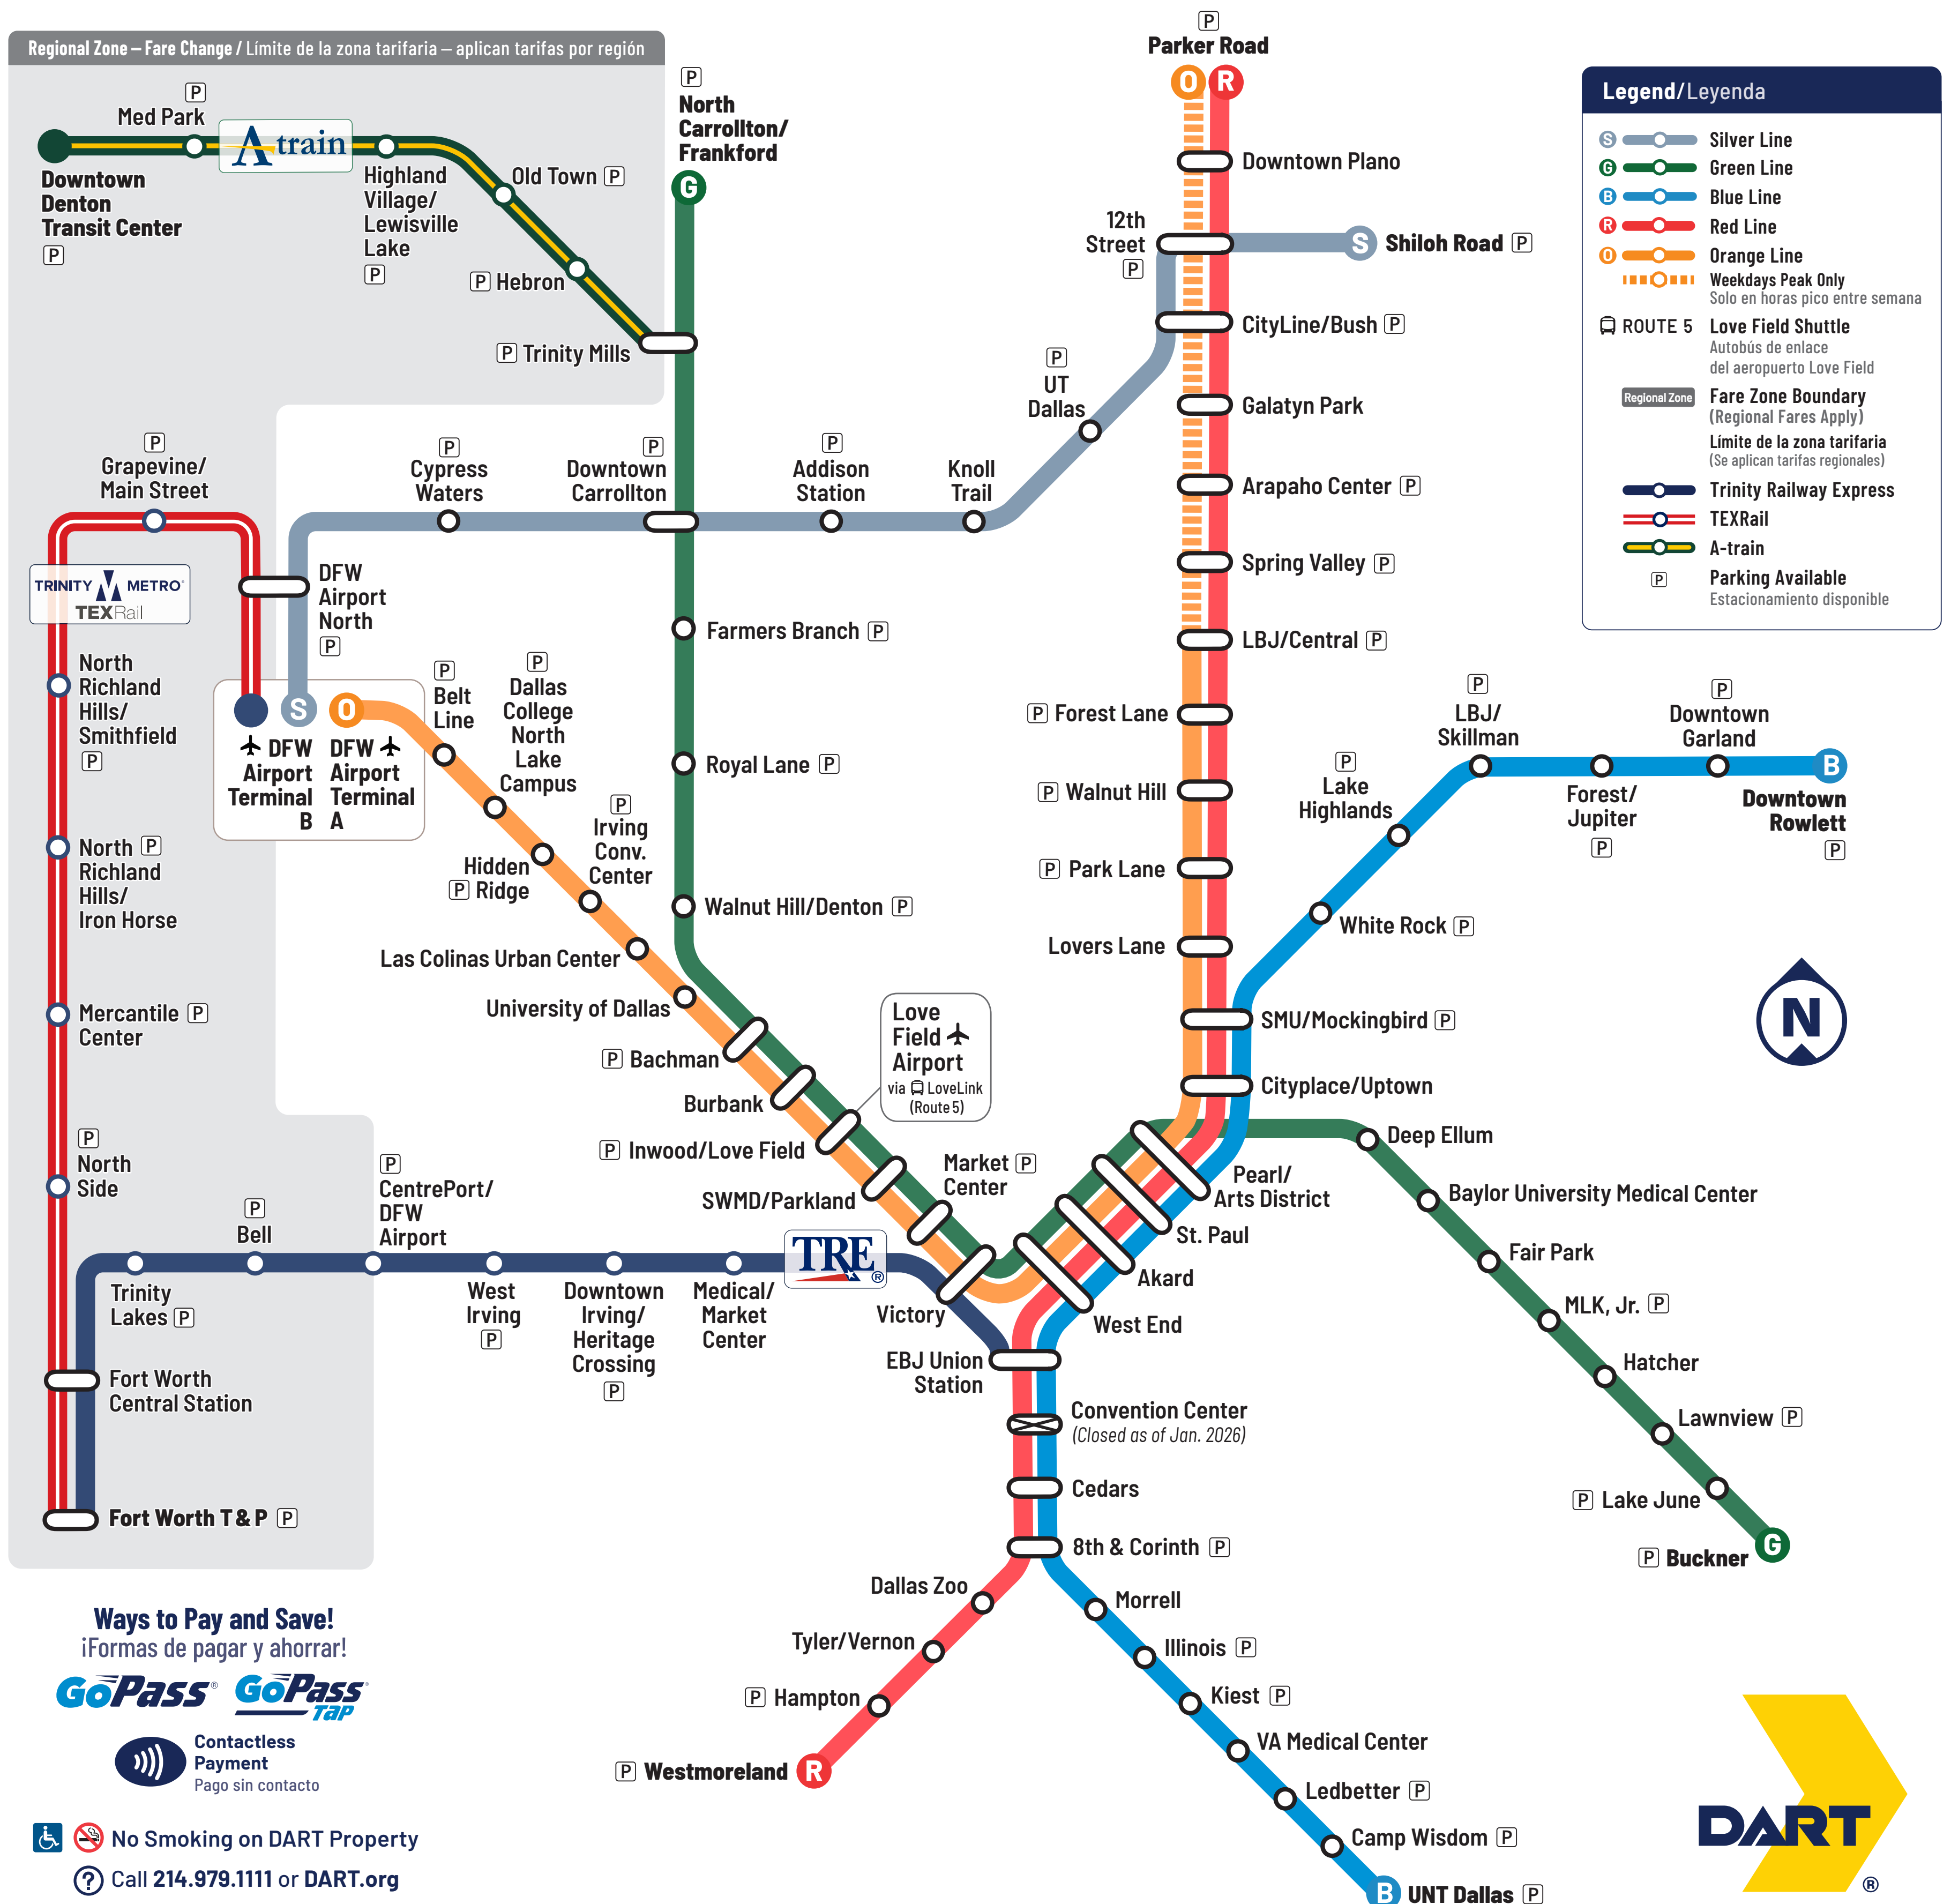 Regional Zone – Fare Change / Límite de la zona tarifaria – aplican tarifas por región
P
Med Park
A train
Downtown
Denton
Transit Center
P
Highland
Village/
Lewisville
Lake
P
Old Town P
P Hebron
P Trinity Mills
P
North
Carrollton/
Frankford
G
P
Parker Road
O R
Downtown Plano
12th
Street
P
S Shiloh Road P
CityLine/Bush P
P
UT
Dallas
Galatyn Park
Arapaho Center P
Spring Valley P
LBJ/Central P
P Forest Lane
P Walnut Hill
P Park Lane
Lovers Lane
SMU/Mockingbird P
Cityplace/Uptown
Legend/Leyenda
S Silver Line
G Green Line
B Blue Line
R Red Line
O Orange Line
Weekdays Peak Only
Solo en horas pico entre semana
ROUTE 5 Love Field Shuttle
Autobús de enlace
del aeropuerto Love Field
Regional Zone Fare Zone Boundary
(Regional Fares Apply)
Límite de la zona tarifaria
(Se aplican tarifas regionales)
Trinity Railway Express
TEXRail
A-train
P Parking Available
Estacionamiento disponible
P
Grapevine/
Main Street
P
Cypress
Waters
P
Downtown
Carrollton
P
Addison
Station
Knoll
Trail
TRINITY METRO
TEXRail
DFW
Airport
North
P
North
Richland
Hills/
Smithfield
P
North P
Richland
Hills/
Iron Horse
Mercantile P
Center
P
North
Side
S O
DFW
Airport
Terminal
B
DFW
Airport
Terminal
A
P
Belt
Line
P
Dallas
College
North
Lake
Campus
Hidden
P Ridge
P
Irving
Conv.
Center
Las Colinas Urban Center
University of Dallas
Farmers Branch P
Royal Lane P
Walnut Hill/Denton P
P Bachman
Burbank
P Inwood/Love Field
SWMD/Parkland
Love
Field
Airport
via LoveLink
(Route 5)
Market P
Center
Victory
P
LBJ/
Skillman
P
Downtown
Garland
P
Lake
Highlands
Forest/
Jupiter
P
B
Downtown
Rowlett
P
White Rock P
N
Pearl/
Arts District
St. Paul
Akard
West End
Deep Ellum
Baylor University Medical Center
Fair Park
MLK, Jr. P
Hatcher
Lawnview P
P Lake June
P Buckner G
Trinity
Lakes P
P
Bell
P
CentrePort/
DFW
Airport
West
Irving
P
Downtown
Irving/
Heritage
Crossing
P
Medical/
Market
Center
TRE®
Fort Worth
Central Station
Fort Worth T & P P
EBJ Union
Station
Convention Center
(Closed as of Jan. 2026)
Cedars
8th & Corinth P
Dallas Zoo
Tyler/Vernon
P Hampton
P Westmoreland R
Morrell
Illinois P
Kiest P
VA Medical Center
Ledbetter P
Camp Wisdom P
B UNT Dallas P
Ways to Pay and Save!
¡Formas de pagar y ahorrar!
GoPass® GoPass
TAP
Contactless
Payment
Pago sin contacto
No Smoking on DART Property
? Call 214.979.1111 or DART.org
DART
®